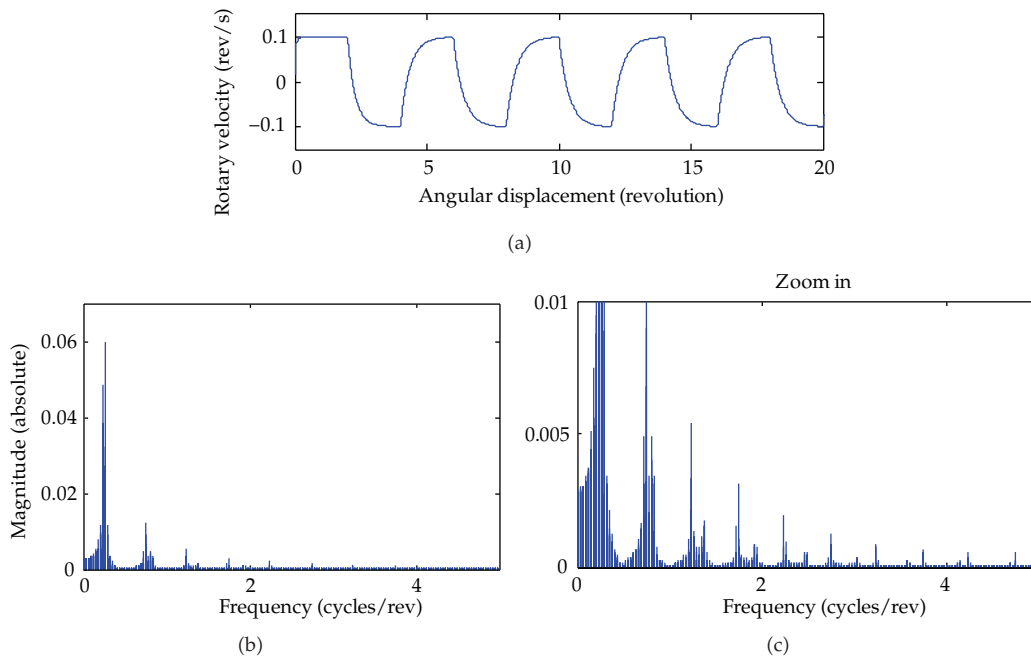 Rotary velocity (rev/s)
0.1
0
−0.1
0 5 10 15 20
Angular displacement (revolution)
(a)
Magnitude (absolute)
0.06
0.04
0.02
0
0 2 4
Frequency (cycles/rev)
(b)
Zoom in
0.01
0.005
0
0 2 4
Frequency (cycles/rev)
(c)